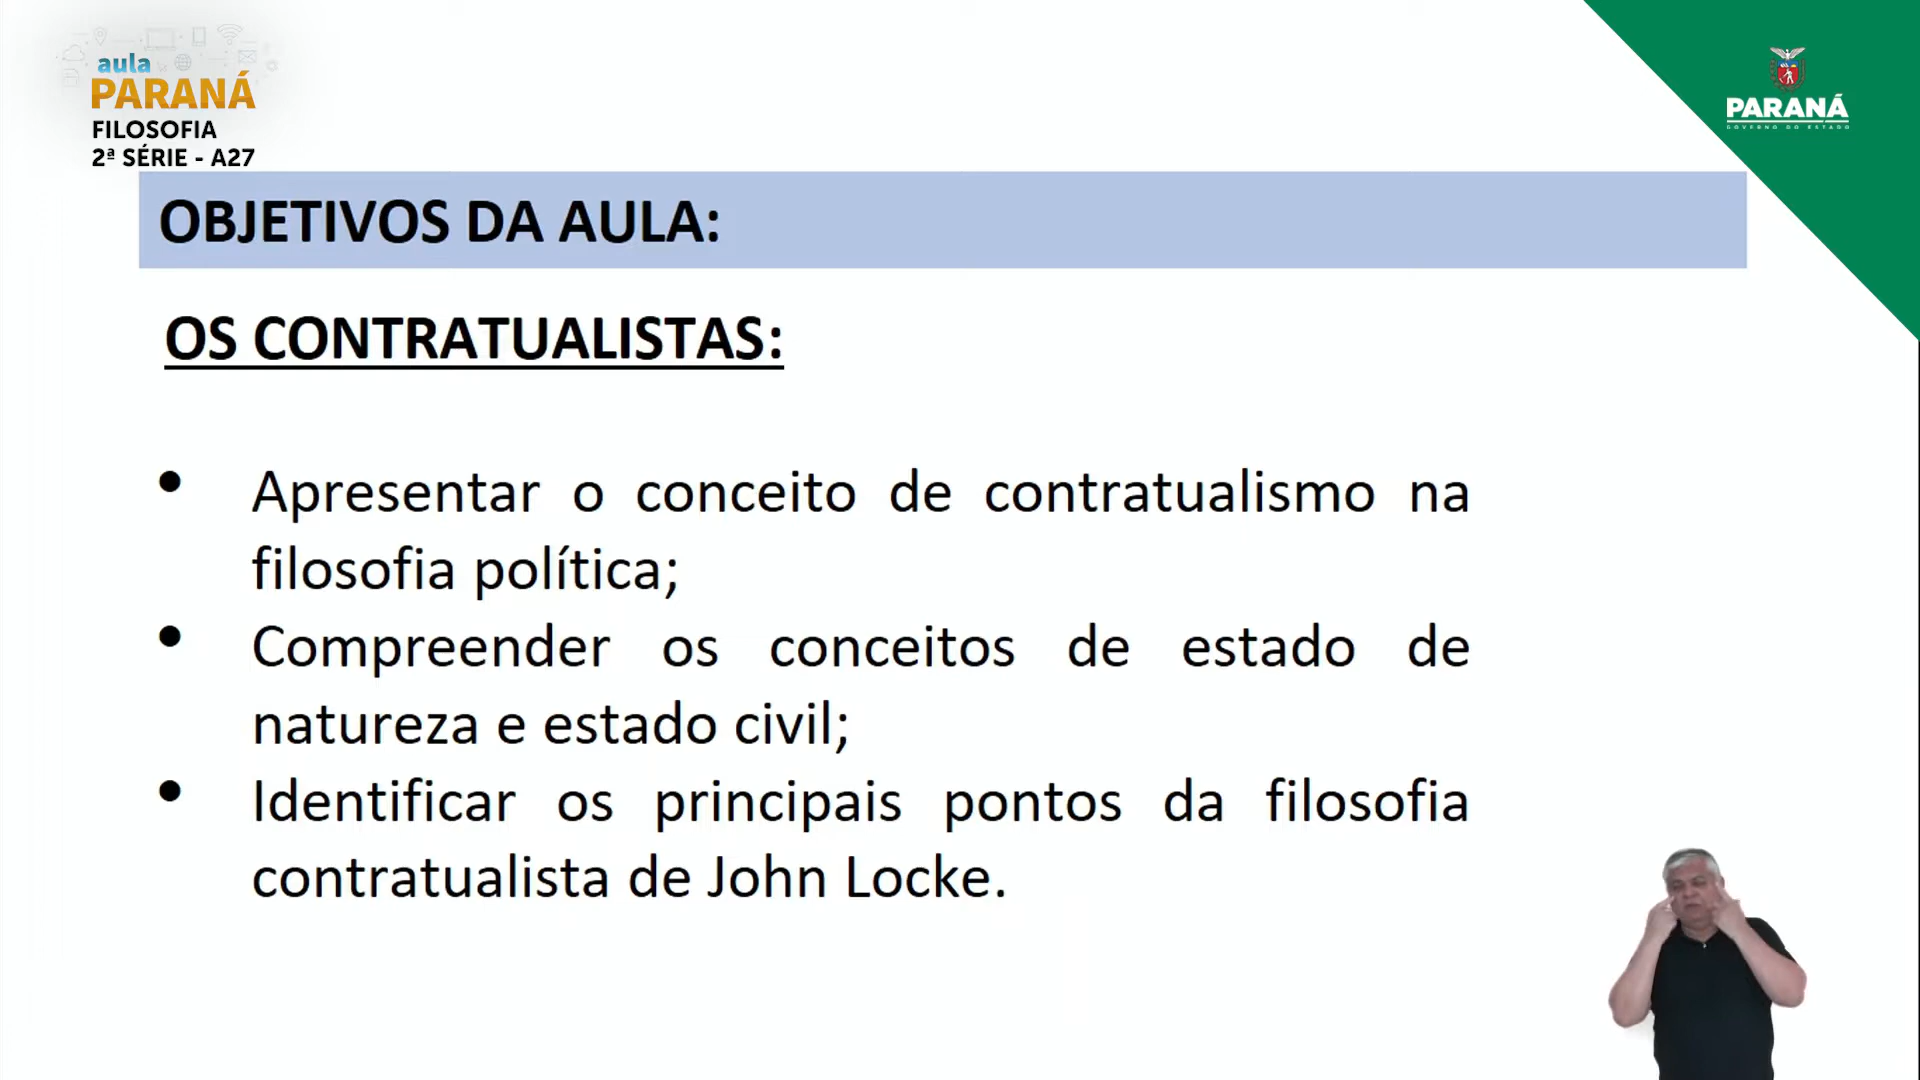 aula
PARANÁ
FILOSOFIA
2ª SÉRIE - A27
PARANÁ
GOVERNO DO ESTADO
OBJETIVOS DA AULA:
OS CONTRATUALISTAS:
• Apresentar o conceito de contratualismo na
filosofia política;
• Compreender os conceitos de estado de
natureza e estado civil;
• Identificar os principais pontos da filosofia
contratualista de John Locke.